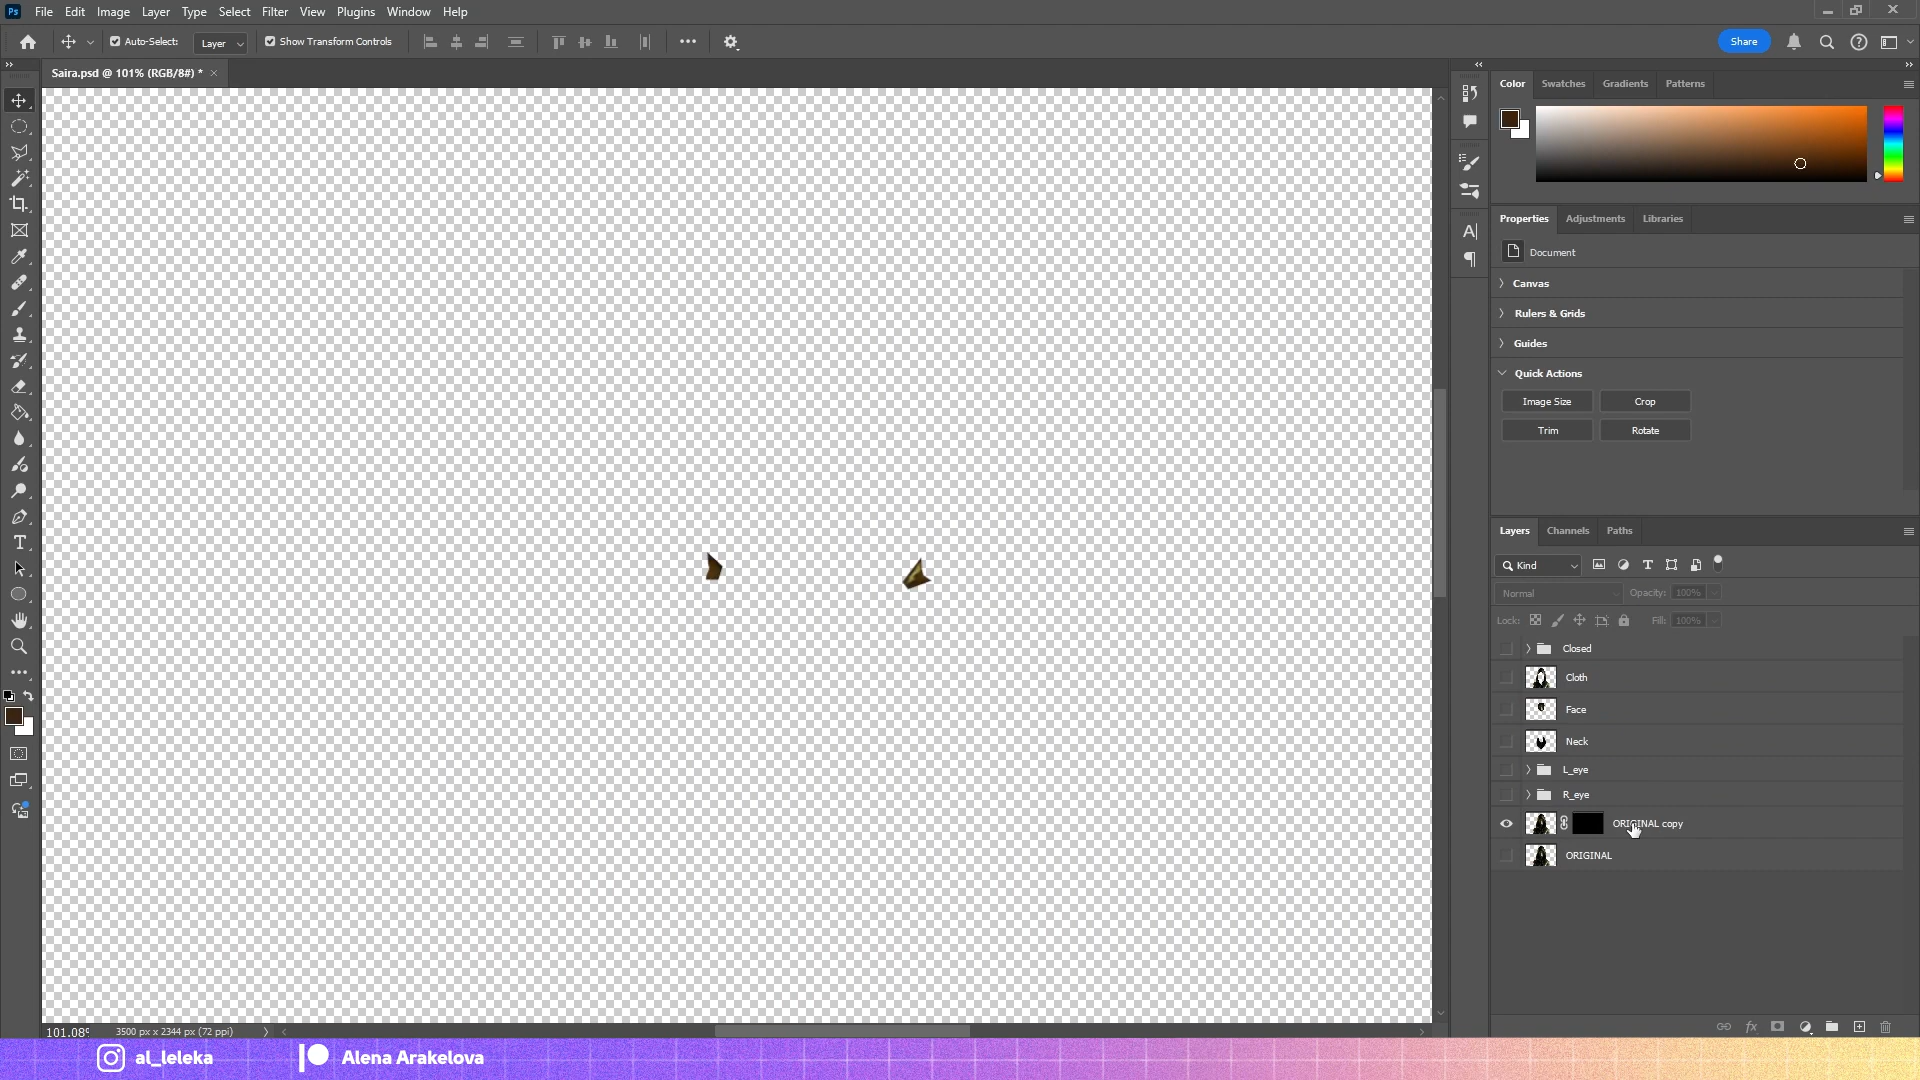 Ps File Edit Image Layer Type Select Filter View Plugins Window Help
Auto-Select: Layer Show Transform Controls Share
Saira.psd @ 101% (RGB/8#) *
Color Swatches Gradients Patterns
Properties Adjustments Libraries
Document
Canvas
Rulers & Grids
Guides
Quick Actions
Image Size Crop
Trim Rotate
Layers Channels Paths
Kind
Normal Opacity: 100%
Lock: Fill: 100%
Closed
Cloth
Face
Neck
L_eye
R_eye
ORIGINAL copy
ORIGINAL
fx
3500 px x 2344 px (72 ppi)
al_leleka Alena Arakelova